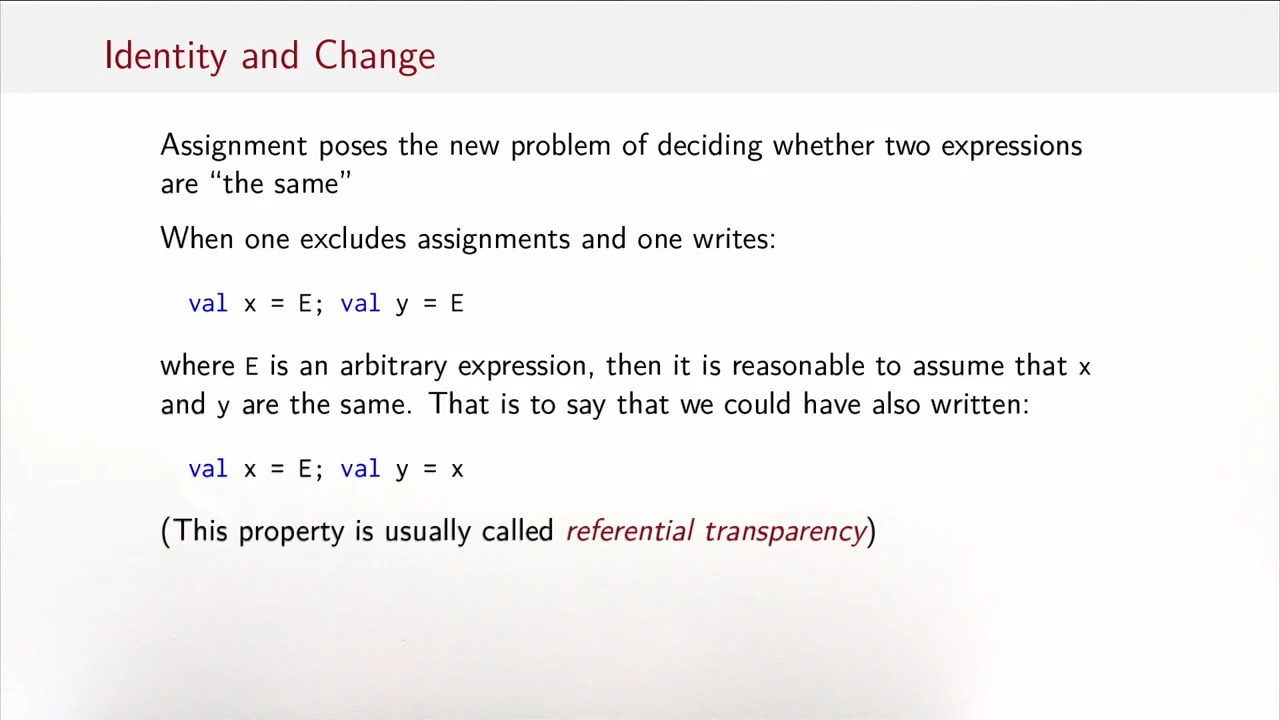 Identity and Change
Assignment poses the new problem of deciding whether two expressions
are “the same”
When one excludes assignments and one writes:
val x = E; val y = E
where E is an arbitrary expression, then it is reasonable to assume that x
and y are the same. That is to say that we could have also written:
val x = E; val y = x
(This property is usually called referential transparency)